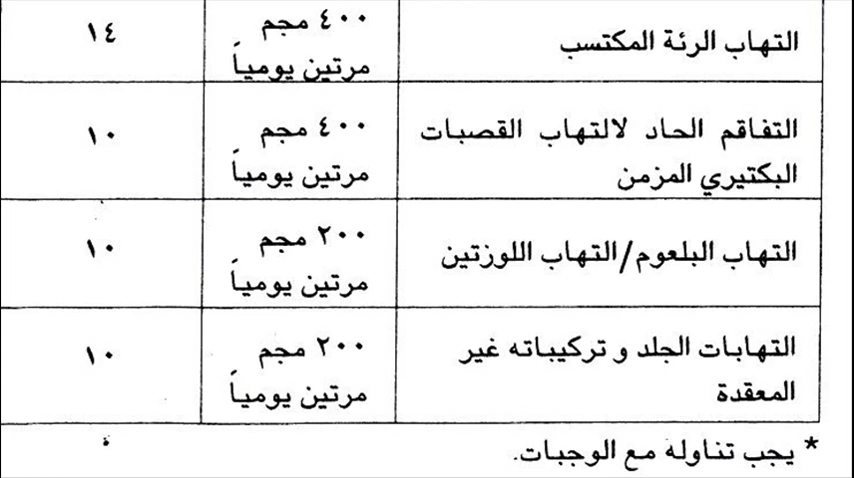 التهاب الرئة المكتسب
٤٠٠ مجم
مرتين يومياً
١٤
التفاقم الحاد لالتهاب القصبات
البكتيري المزمن
٤٠٠ مجم
مرتين يومياً
١٠
التهاب البلعوم/التهاب اللوزتين
٢٠٠ مجم
مرتين يومياً
١٠
التهابات الجلد و تركيباته غير
المعقدة
٢٠٠ مجم
مرتين يومياً
١٠
* يجب تناوله مع الوجبات.